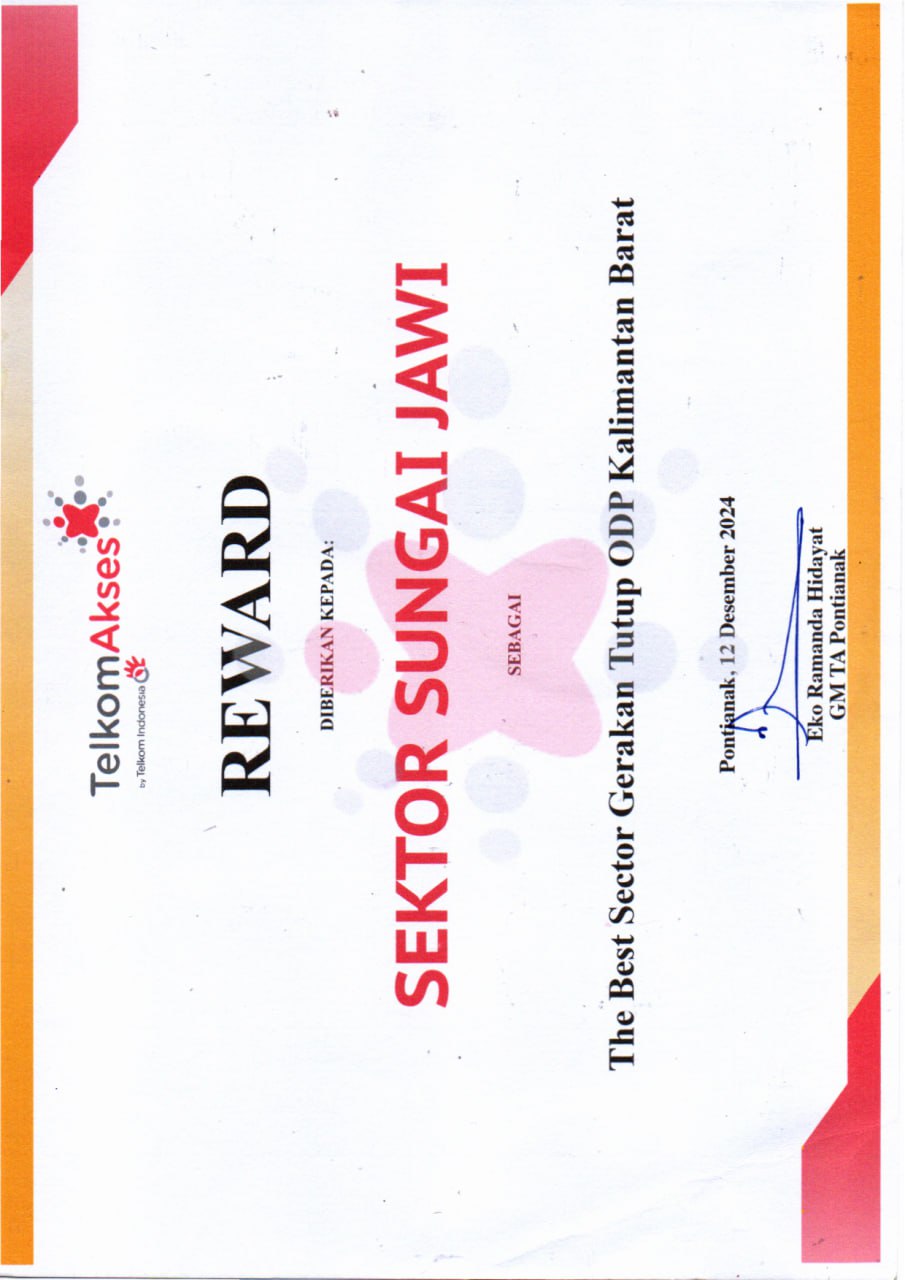 TelkomAkses
by Telkom Indonesia
REWARD
DIBERIKAN KEPADA:
SEKTOR SUNGAI JAWI
SEBAGAI
The Best Sector Gerakan Tutup ODP Kalimantan Barat
Pontianak, 12 Desember 2024
Eko Ramanda Hidayat
GM TA Pontianak